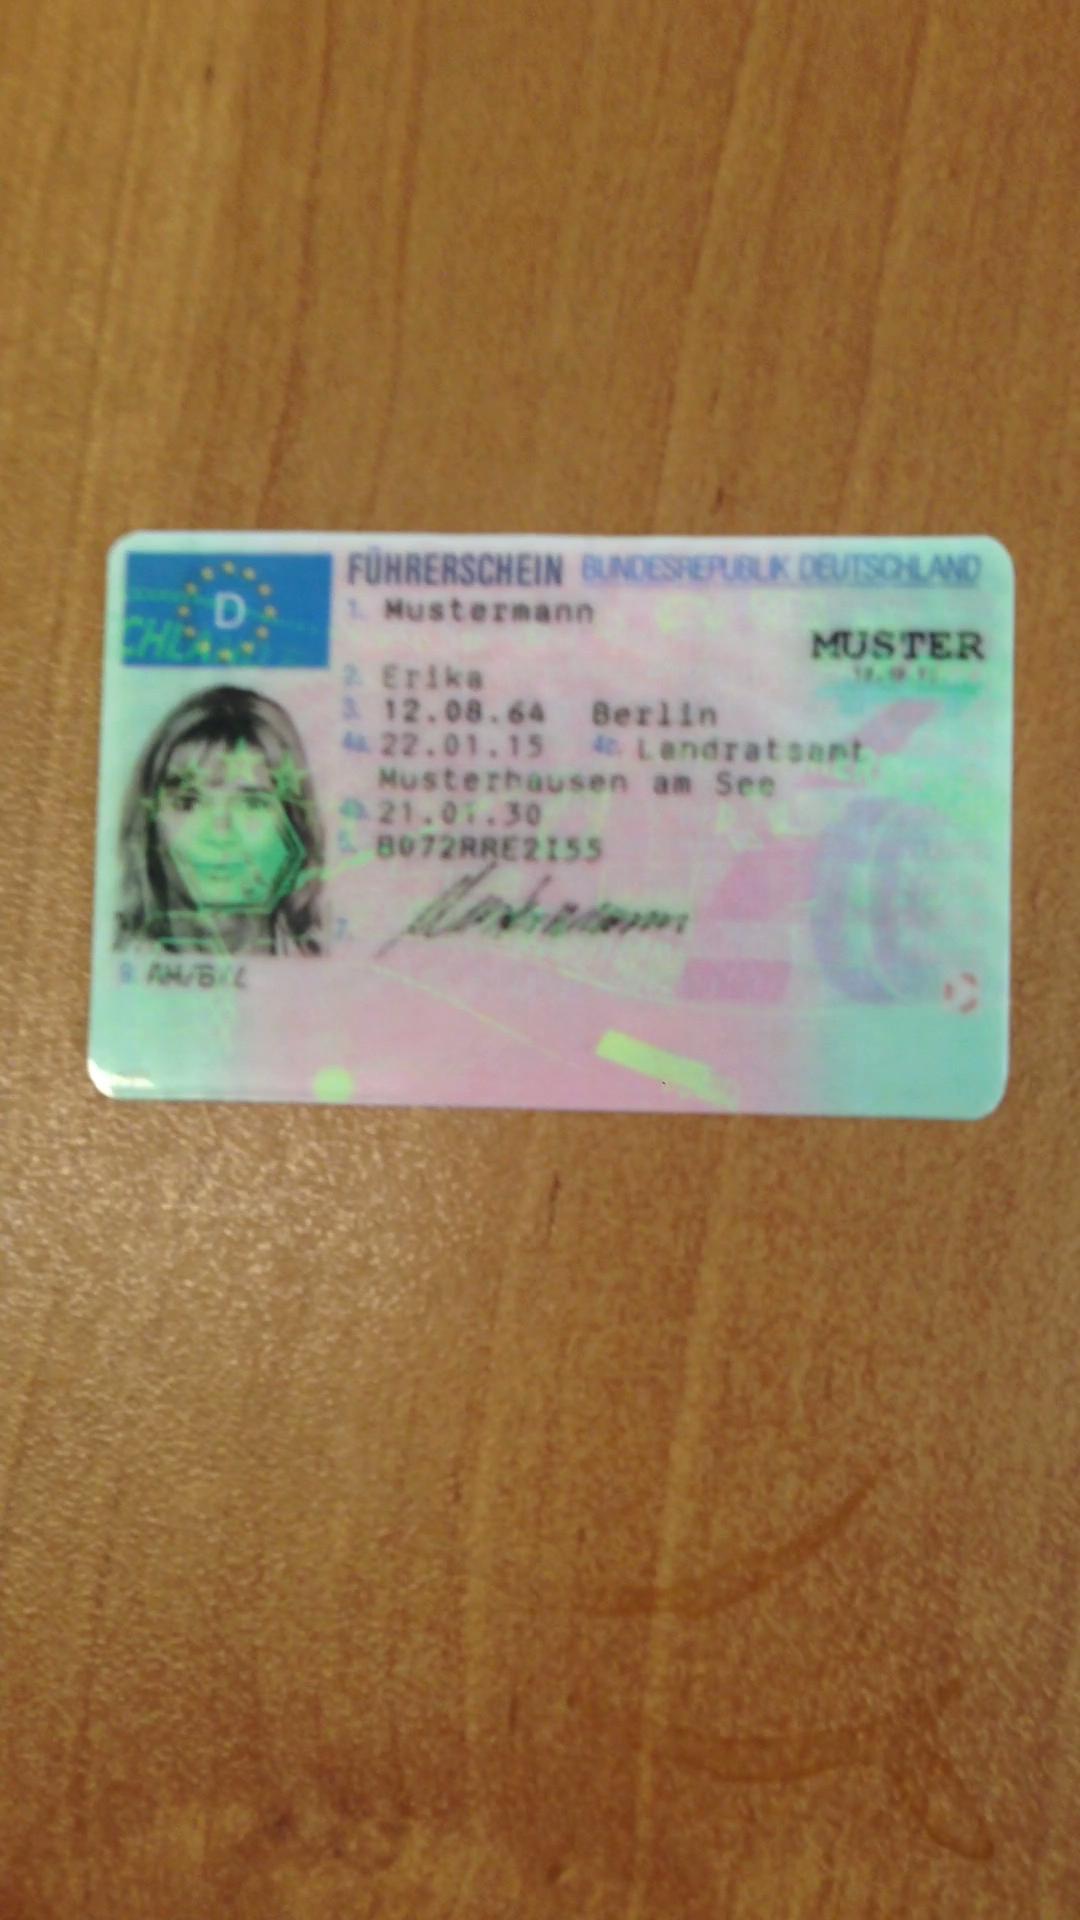 D
FÜHRERSCHEIN BUNDESREPUBLIK DEUTSCHLAND
1. Mustermann
MUSTER
2. Erika
3. 12.08.64 Berlin
4a. 22.01.15 4c. Landratsamt
Musterhausen am See
4b. 21.01.30
5. B072RRE2I55
7. Mustermann
9. AM/B/L